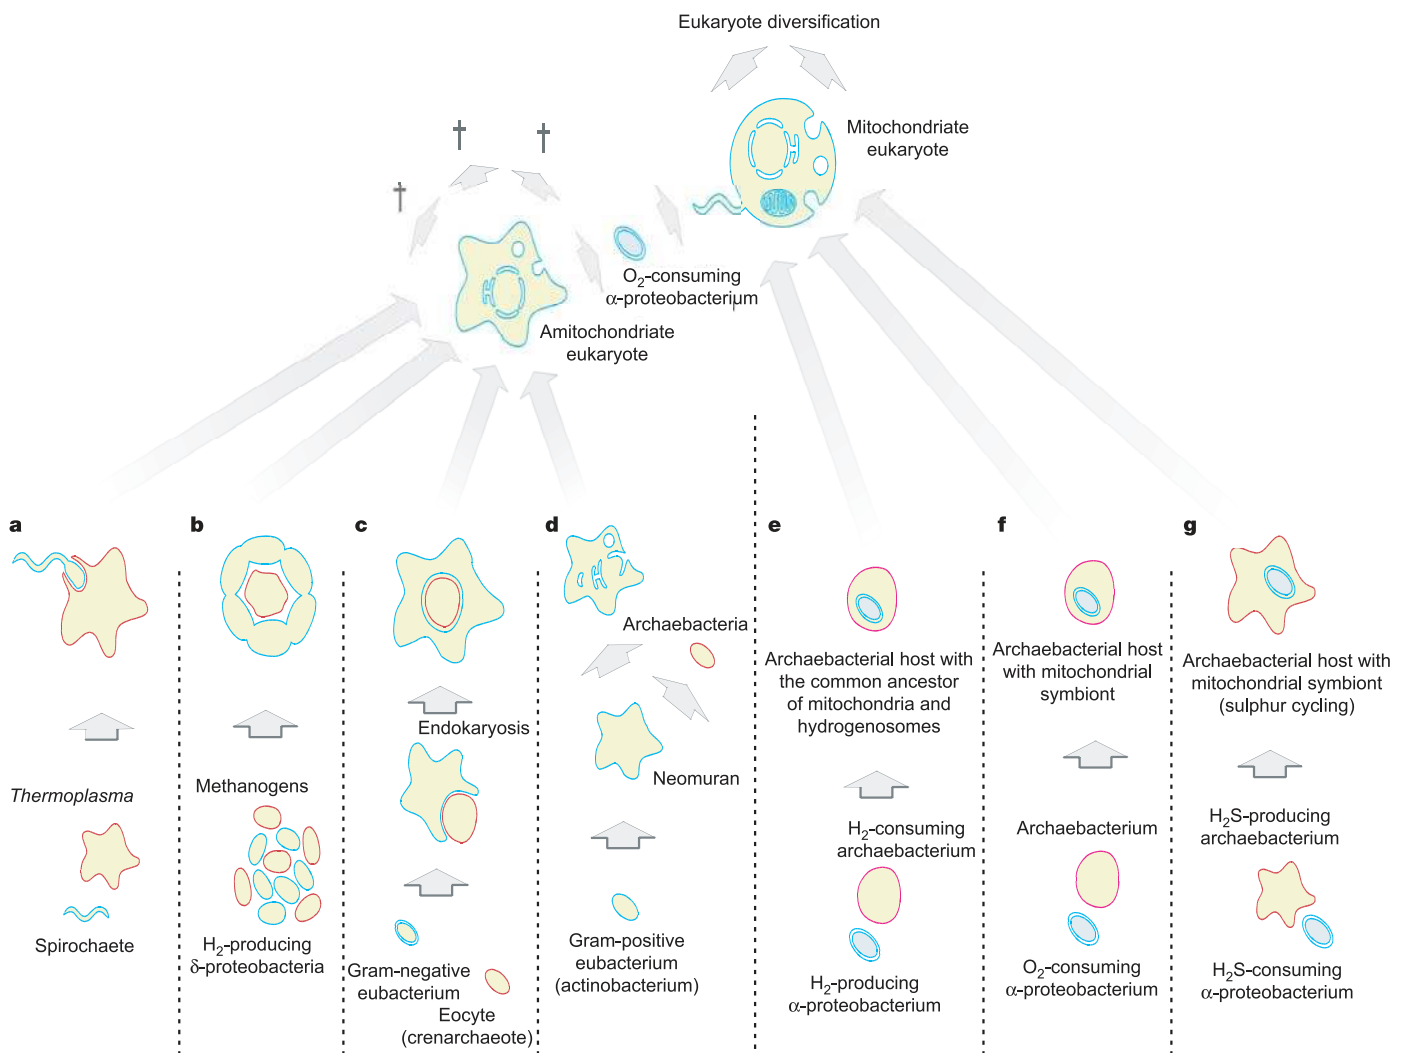 Eukaryote diversification
Mitochondriate
eukaryote
†
†
†
O₂-consuming
α-proteobacterium
Amitochondriate
eukaryote
a
Thermoplasma
Spirochaete
b
Methanogens
H₂-producing
δ-proteobacteria
c
Endokaryosis
Gram-negative
eubacterium
Eocyte
(crenarchaeote)
d
Archaebacteria
Neomuran
Gram-positive
eubacterium
(actinobacterium)
e
Archaebacterial host with
the common ancestor
of mitochondria and
hydrogenosomes
H₂-consuming
archaebacterium
H₂-producing
α-proteobacterium
f
Archaebacterial host
with mitochondrial
symbiont
Archaebacterium
O₂-consuming
α-proteobacterium
g
Archaebacterial host with
mitochondrial symbiont
(sulphur cycling)
H₂S-producing
archaebacterium
H₂S-consuming
α-proteobacterium